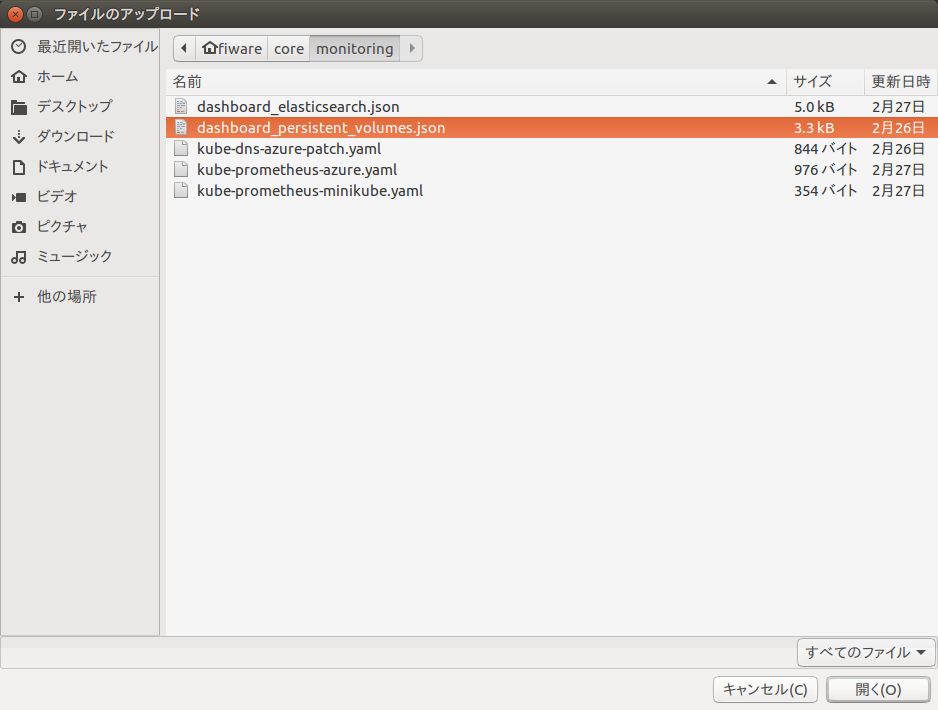 ファイルのアップロード
最近開いたファイル
ホーム
デスクトップ
ダウンロード
ドキュメント
ビデオ
ピクチャ
ミュージック
他の場所
fiware core monitoring
名前 サイズ 更新日時
dashboard_elasticsearch.json 5.0 kB 2月27日
dashboard_persistent_volumes.json 3.3 kB 2月26日
kube-dns-azure-patch.yaml 844 バイト 2月26日
kube-prometheus-azure.yaml 976 バイト 2月27日
kube-prometheus-minikube.yaml 354 バイト 2月27日
すべてのファイル
キャンセル(C) 開く(O)